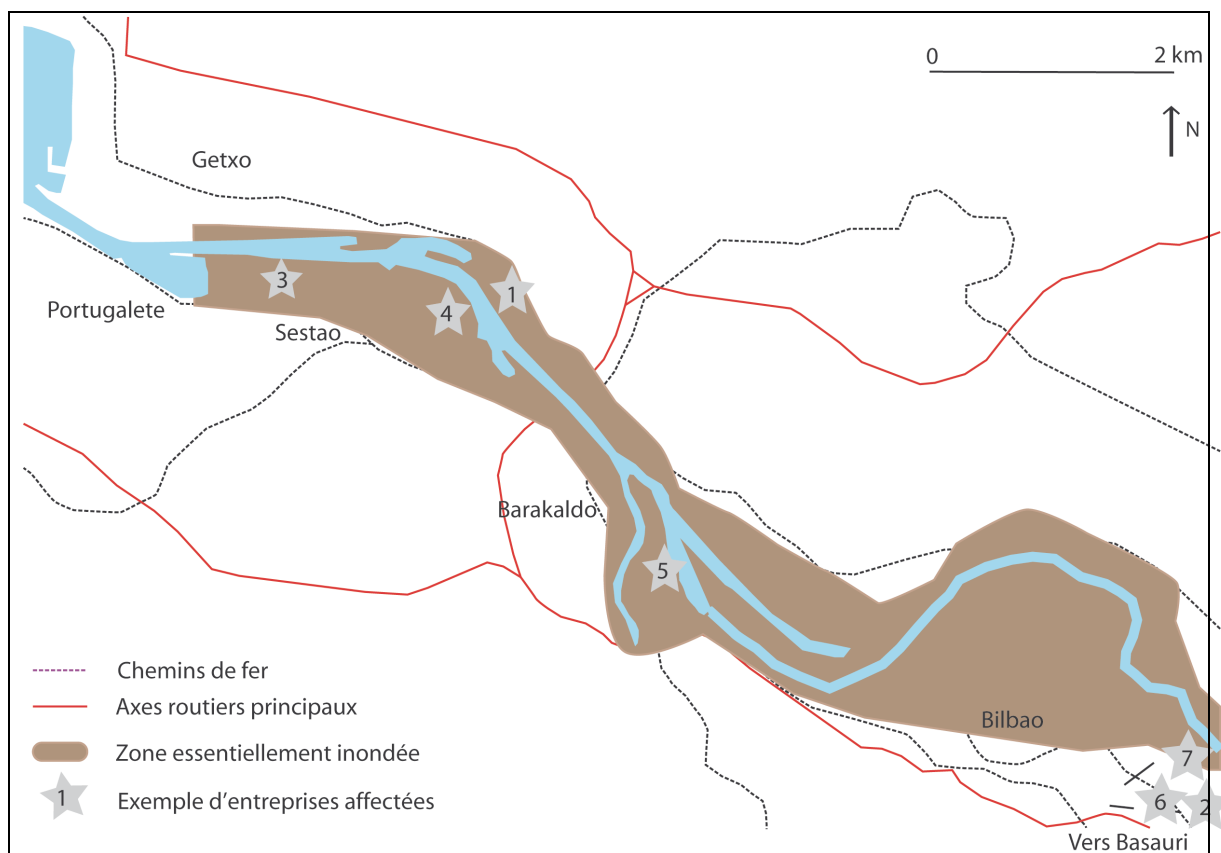 0 2 km
N
Getxo
3
1
4
Portugalete
Sestao
Barakaldo
5
Chemins de fer
Axes routiers principaux
Bilbao
Zone essentiellement inondée
7
1 Exemple d'entreprises affectées
6 2
Vers Basauri